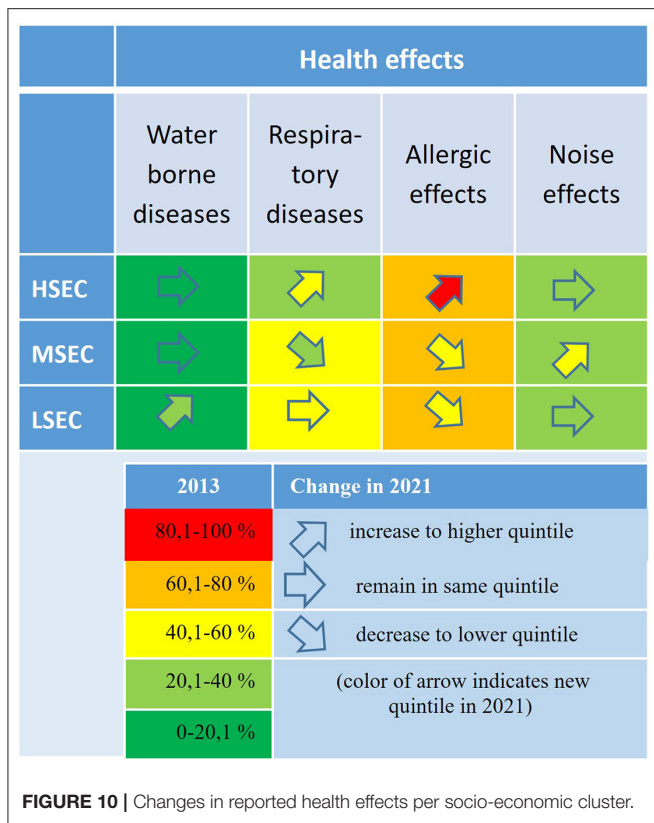 Health effects
Water
borne
diseases
Respira-
tory
diseases
Allergic
effects
Noise
effects
HSEC
MSEC
LSEC
2013 Change in 2021
80,1-100 % increase to higher quintile
60,1-80 % remain in same quintile
40,1-60 % decrease to lower quintile
20,1-40 % (color of arrow indicates new
quintile in 2021)
0-20,1 %
FIGURE 10 | Changes in reported health effects per socio-economic cluster.